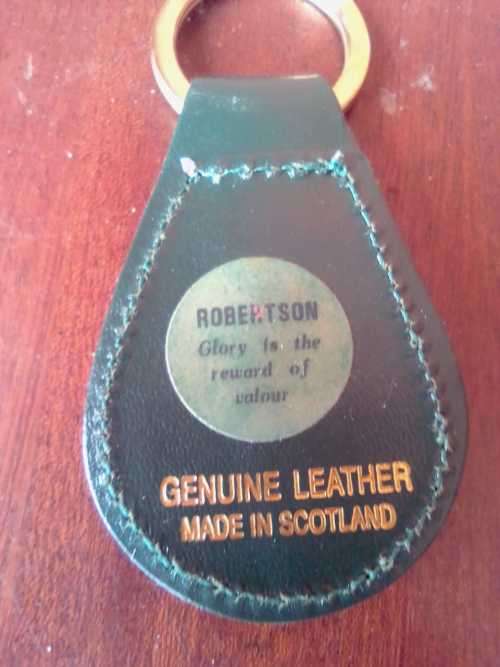 ROBERTSON
Glory is the
reward of
valour
GENUINE LEATHER
MADE IN SCOTLAND